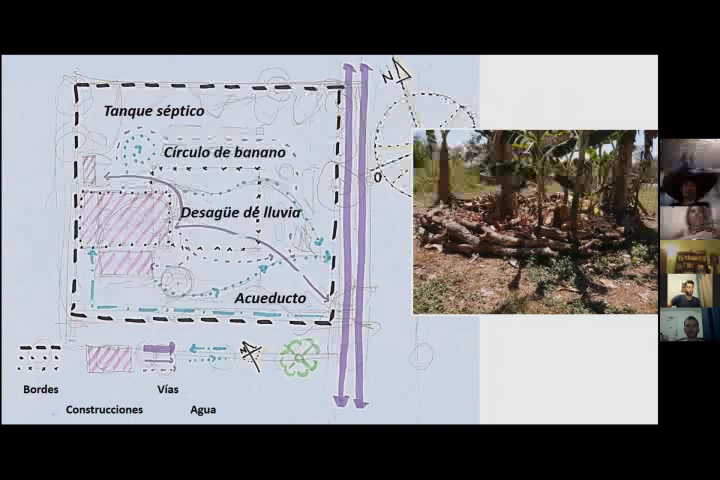 Tanque séptico
N
Círculo de banano
O
Desagüe de lluvia
Acueducto
Bordes
Vías
Construcciones
Agua